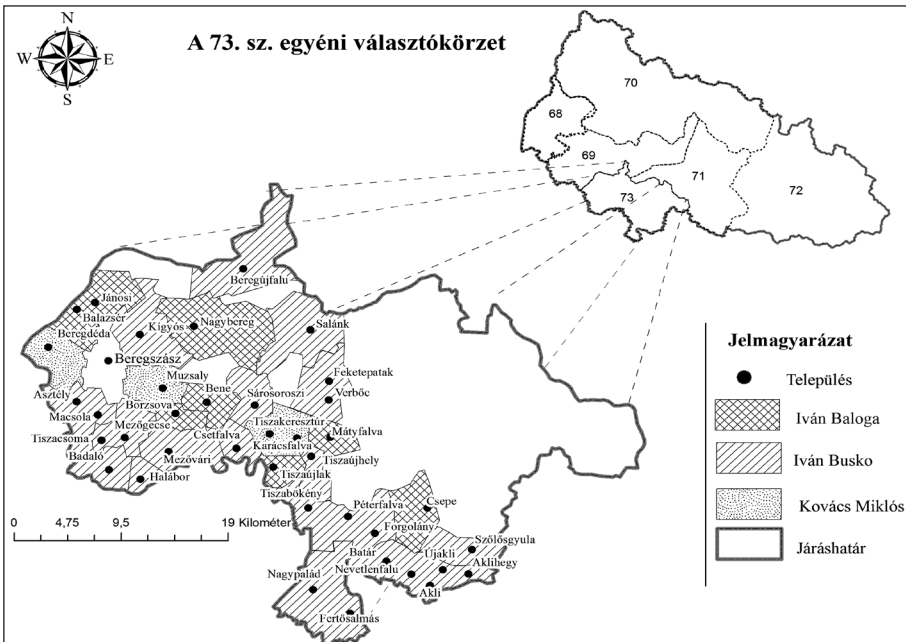 A 73. sz. egyéni választókörzet
N
W E
S
70
68
69
71
72
73
Beregújfalu
Jánosi
Balazsér
Kígyós
Nagybereg
Salánk
Beregdéda
Beregszász
Muzsaly
Feketepatak
Bene
Verbőc
Asztély
Borzsova
Sárosoroszi
Macsola
Mezőgecse
Tiszakeresztúr
Mátyfalva
Tiszacsoma
Csetfalva
Karácsfalva
Tiszaújhely
Badaló
Mezővári
Tiszaújlak
Halábor
Tiszabökény
Péterfalva
Csepe
Forgolány
Szőlősgyula
Batár
Újakli
Aklihegy
Nevetlenfalu
Nagypalád
Akli
Fertősalmás
0 4,75 9,5 19 Kilométer
Jelmagyarázat
Település
Iván Baloga
Iván Busko
Kovács Miklós
Járáshatár